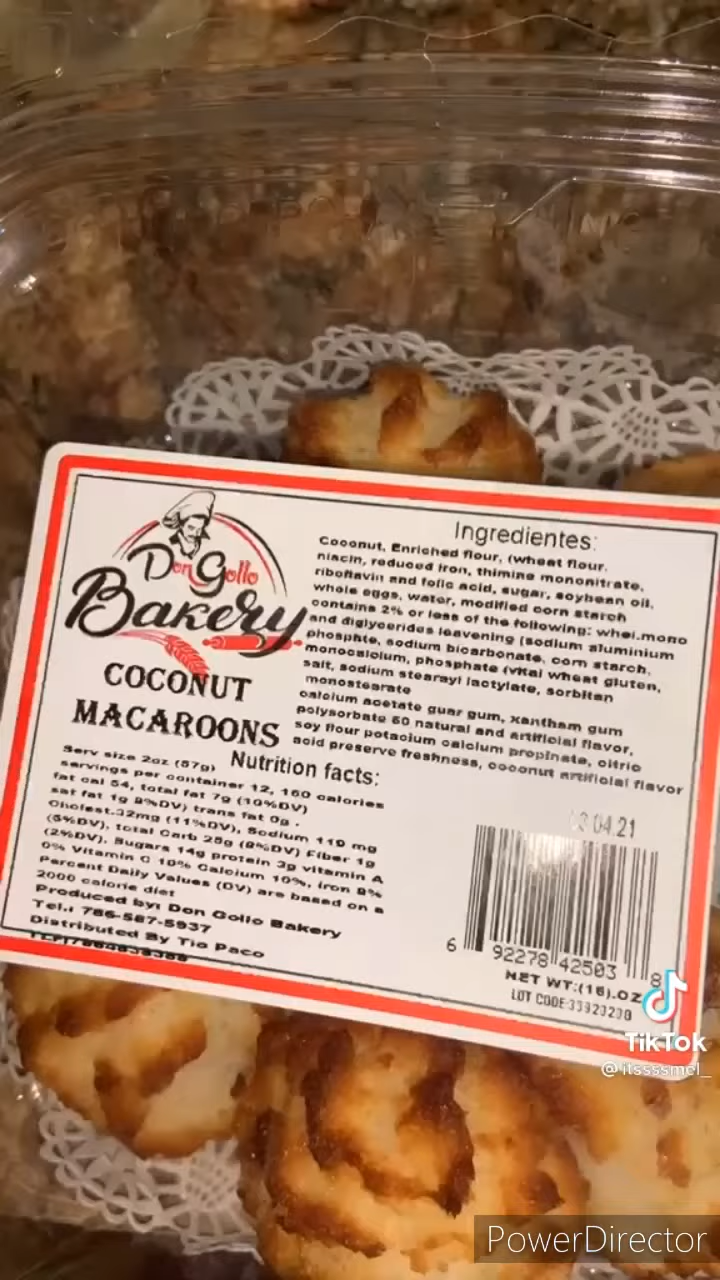 Don Gollo
Bakery
COCONUT
MACAROONS
Ingredientes:
Coconut, Enriched flour, (wheat flour,
niacin, reduced iron, thimine mononitrate,
riboflavin and folic acid, sugar, soybean oil,
whole eggs, water, modified corn starch
contains 2% or less of the following: whei.mono
and diglycerides leavening (sodium aluminium
phosphte, sodium bicarbonate, corn starch,
monocalcium, phosphate (vital wheat gluten,
salt, sodium stearayl lactylate, sorbitan
monostearate
calcium acetate guar gum, xantham gum
polysorbate 60 natural and artificial flavor,
soy flour potacium calcium propinate, citric
acid preserve freshness, coconut artificial flavor
Nutrition facts:
Serv size 2oz (57g)
servings per container 12, 160 calories
fat cal 54, total fat 7g (10%DV)
sat fat 1g 9%DV) trans fat 0g.
Cholest.32mg (11%DV), Sodium 119 mg
(5%DV), total Carb 25g (8%DV) Fiber 1g
(2%DV), Sugars 14g protein 3g vitamin A
0% Vitamin C 10% Calcium 10%, iron 8%
Percent Daily Values (DV) are based on a
2000 calorie diet
Produced by: Don Gollo Bakery
Tel.: 786-587-5937
Distributed By Tio Paco
04.21
6 92278 42503 8
NET WT:(16).OZ
LOT CODE:33923230
TikTok
@itssssmel_
PowerDirector